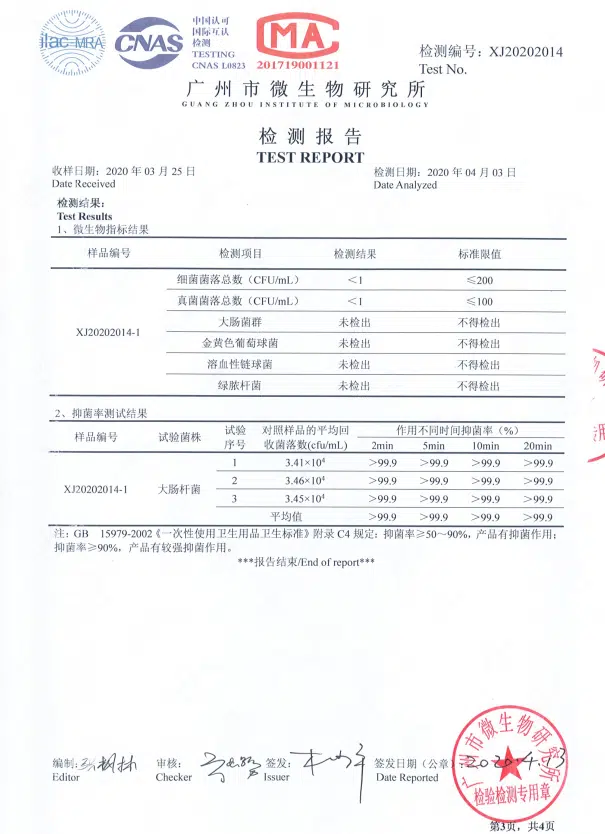 ilac-MRA
CNAS
中国认可
国际互认
检测
TESTING
CNAS L0823
MA
201719001121
检测编号：XJ20202014
Test No.
广州市微生物研究所
GUANG ZHOU INSTITUTE OF MICROBIOLOGY
检测报告
TEST REPORT
收样日期：2020 年 03 月 25 日
Date Received
检测日期：2020 年 04 月 03 日
Date Analyzed
检测结果：
Test Results
1、微生物指标结果
样品编号 检测项目 检测结果 标准限值
细菌菌落总数（CFU/mL） ＜1 ≤200
真菌菌落总数（CFU/mL） ＜1 ≤100
XJ20202014-1 大肠菌群 未检出 不得检出
金黄色葡萄球菌 未检出 不得检出
溶血性链球菌 未检出 不得检出
绿脓杆菌 未检出 不得检出
2、抑菌率测试结果
样品编号 试验菌株 试验序号 对照样品的平均回收菌落数(cfu/mL) 作用不同时间抑菌率（%）
2min 5min 10min 20min
1 3.41×10⁴ ＞99.9 ＞99.9 ＞99.9 ＞99.9
XJ20202014-1 大肠杆菌 2 3.46×10⁴ ＞99.9 ＞99.9 ＞99.9 ＞99.9
3 3.45×10⁴ ＞99.9 ＞99.9 ＞99.9 ＞99.9
平均值 ＞99.9 ＞99.9 ＞99.9 ＞99.9
注：GB 15979-2002《一次性使用卫生用品卫生标准》附录 C4 规定：抑菌率≥50～90%，产品有抑菌作用；
抑菌率≥90%，产品有较强抑菌作用。
***报告结束/End of report***
编制：
Editor
审核：
Checker
签发：
Issuer
签发日期（公章）：2020.4.13
Date Reported
广州市微生物研究所
检验检测专用章
第3页，共4页